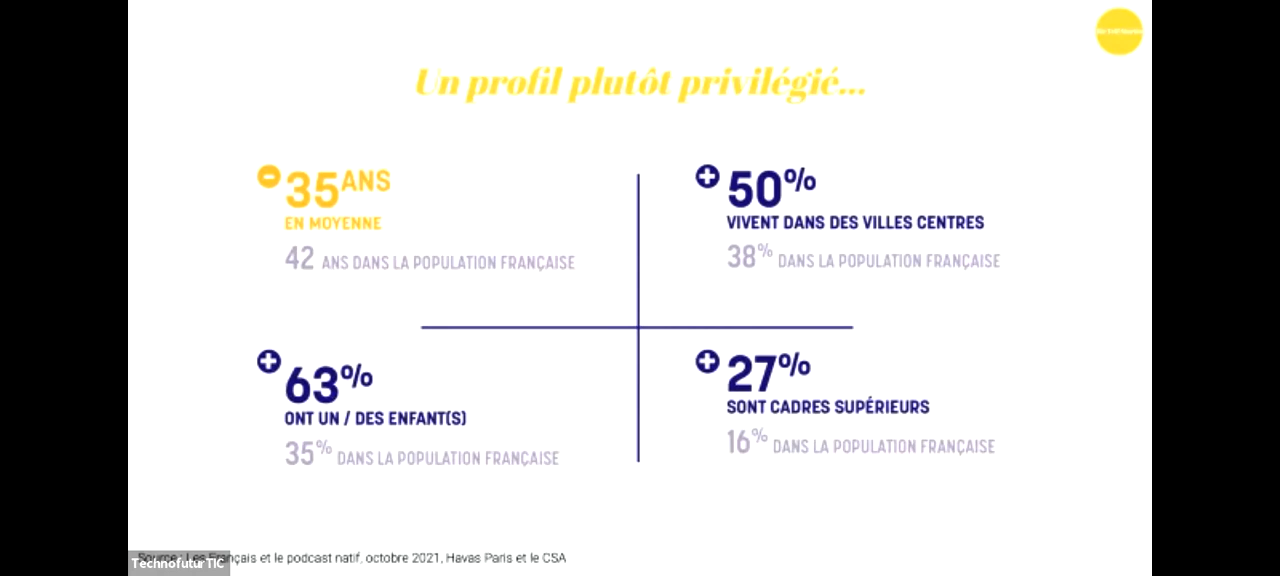 Un profil plutôt privilégié...
35 ANS
EN MOYENNE
42 ANS DANS LA POPULATION FRANÇAISE
50%
VIVENT DANS DES VILLES CENTRES
38% DANS LA POPULATION FRANÇAISE
63%
ONT UN / DES ENFANT(S)
35% DANS LA POPULATION FRANÇAISE
27%
SONT CADRES SUPÉRIEURS
16% DANS LA POPULATION FRANÇAISE
Source : Les Français et le podcast natif, octobre 2021, Havas Paris et le CSA
Technofutur TIC